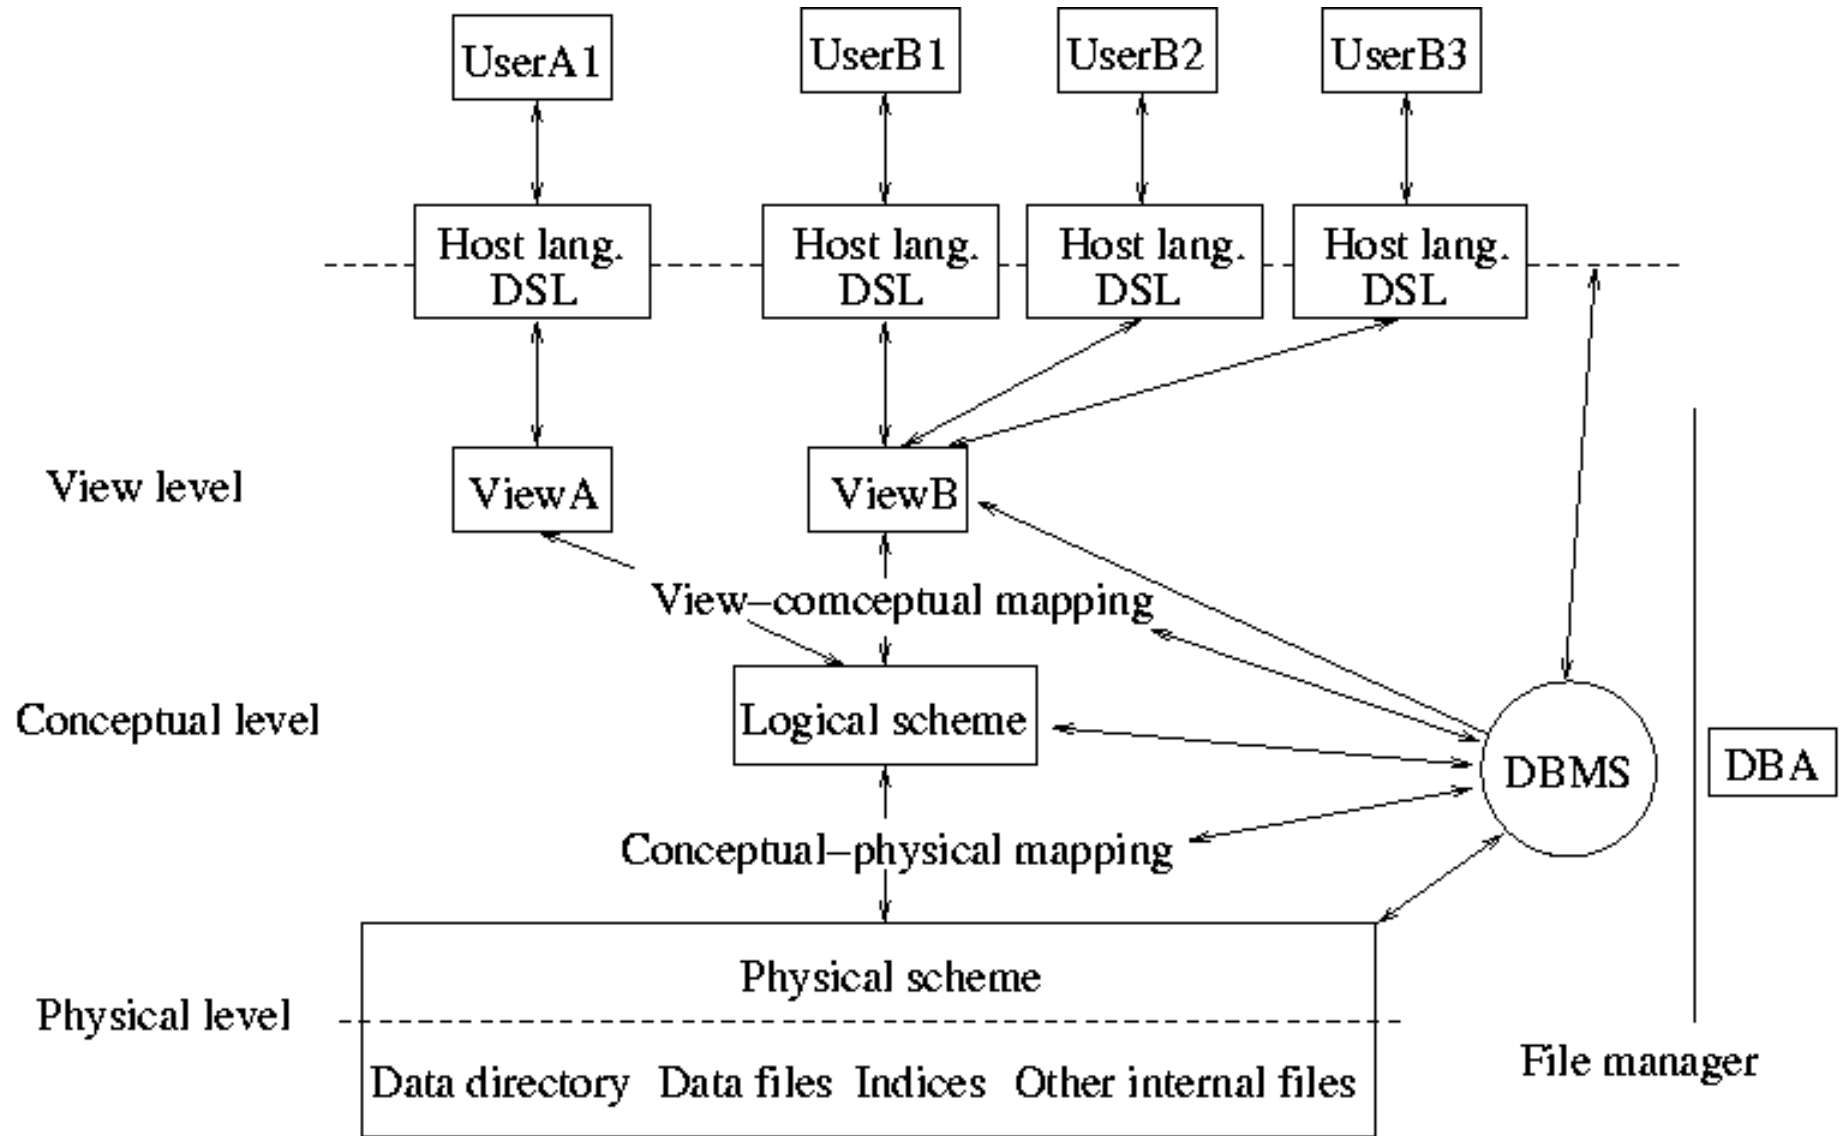 UserA1
UserB1
UserB2
UserB3
Host lang.
DSL
Host lang.
DSL
Host lang.
DSL
Host lang.
DSL
View level
ViewA
ViewB
View–comceptual mapping
Conceptual level
Logical scheme
DBMS
DBA
Conceptual–physical mapping
Physical scheme
Physical level
File manager
Data directory Data files Indices Other internal files